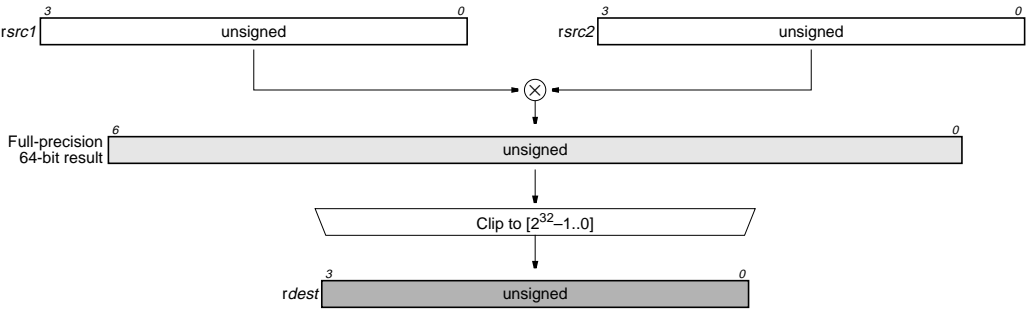 3 0 3 0
rsrc1 unsigned rsrc2 unsigned
6 0
Full-precision
64-bit result
unsigned
Clip to [2³²–1..0]
3 0
rdest unsigned